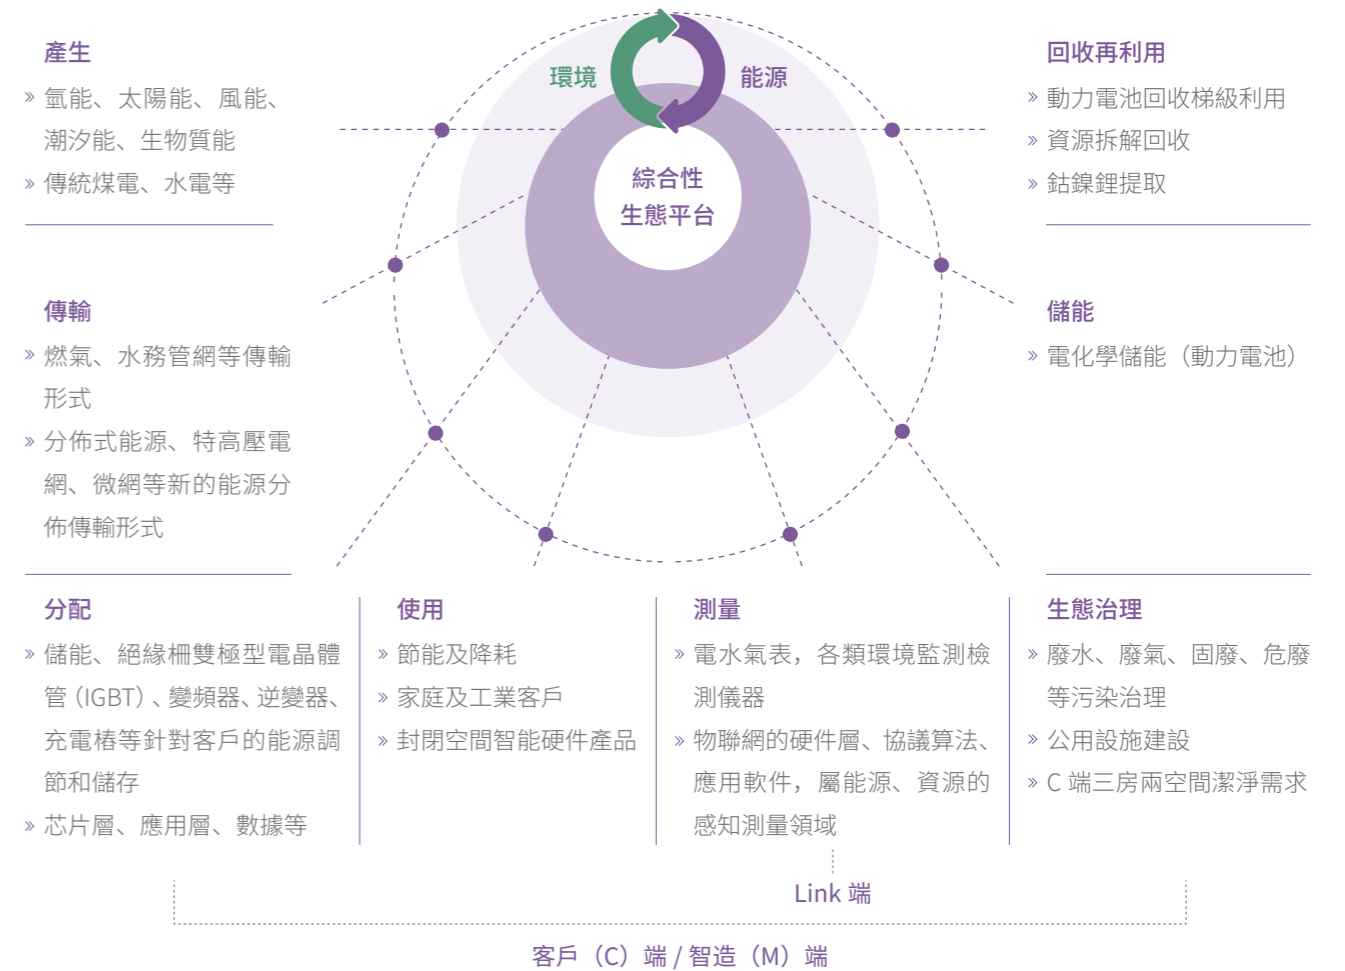 環境
能源
綜合性
生態平台
產生
» 氫能、太陽能、風能、
潮汐能、生物質能
» 傳統煤電、水電等
回收再利用
» 動力電池回收梯級利用
» 資源拆解回收
» 鈷鎳鋰提取
傳輸
» 燃氣、水務管網等傳輸
形式
» 分佈式能源、特高壓電
網、微網等新的能源分
佈傳輸形式
儲能
» 電化學儲能（動力電池）
分配
» 儲能、絕緣柵雙極型電晶體
管（IGBT）、變頻器、逆變器、
充電樁等針對客戶的能源調
節和儲存
» 芯片層、應用層、數據等
使用
» 節能及降耗
» 家庭及工業客戶
» 封閉空間智能硬件產品
測量
» 電水氣表，各類環境監測檢
測儀器
» 物聯網的硬件層、協議算法、
應用軟件，屬能源、資源的
感知測量領域
生態治理
» 廢水、廢氣、固廢、危廢
等污染治理
» 公用設施建設
» C 端三房兩空間潔淨需求
Link 端
客戶（C）端 / 智造（M）端